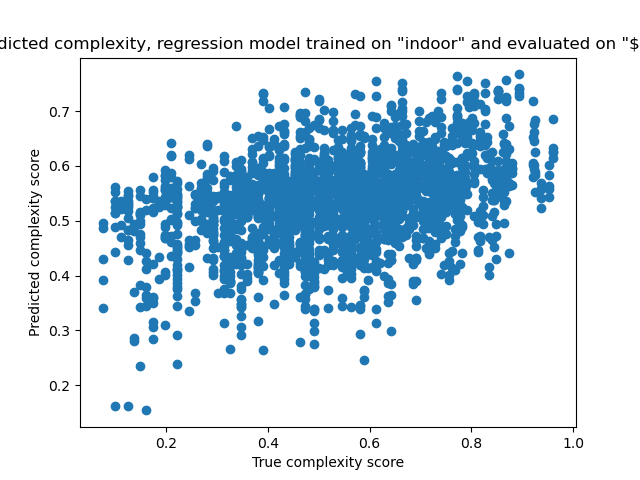 dicted complexity, regression model trained on "indoor" and evaluated on "$
0.7
0.6
0.5
0.4
0.3
0.2
Predicted complexity score
0.2 0.4 0.6 0.8 1.0
True complexity score